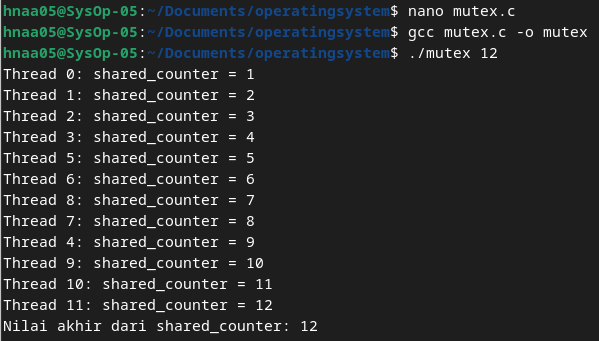 hnaa05@SysOp-05:~/Documents/operatingsystem$ nano mutex.c
hnaa05@SysOp-05:~/Documents/operatingsystem$ gcc mutex.c -o mutex
hnaa05@SysOp-05:~/Documents/operatingsystem$ ./mutex 12
Thread 0: shared_counter = 1
Thread 1: shared_counter = 2
Thread 2: shared_counter = 3
Thread 3: shared_counter = 4
Thread 5: shared_counter = 5
Thread 6: shared_counter = 6
Thread 8: shared_counter = 7
Thread 7: shared_counter = 8
Thread 4: shared_counter = 9
Thread 9: shared_counter = 10
Thread 10: shared_counter = 11
Thread 11: shared_counter = 12
Nilai akhir dari shared_counter: 12